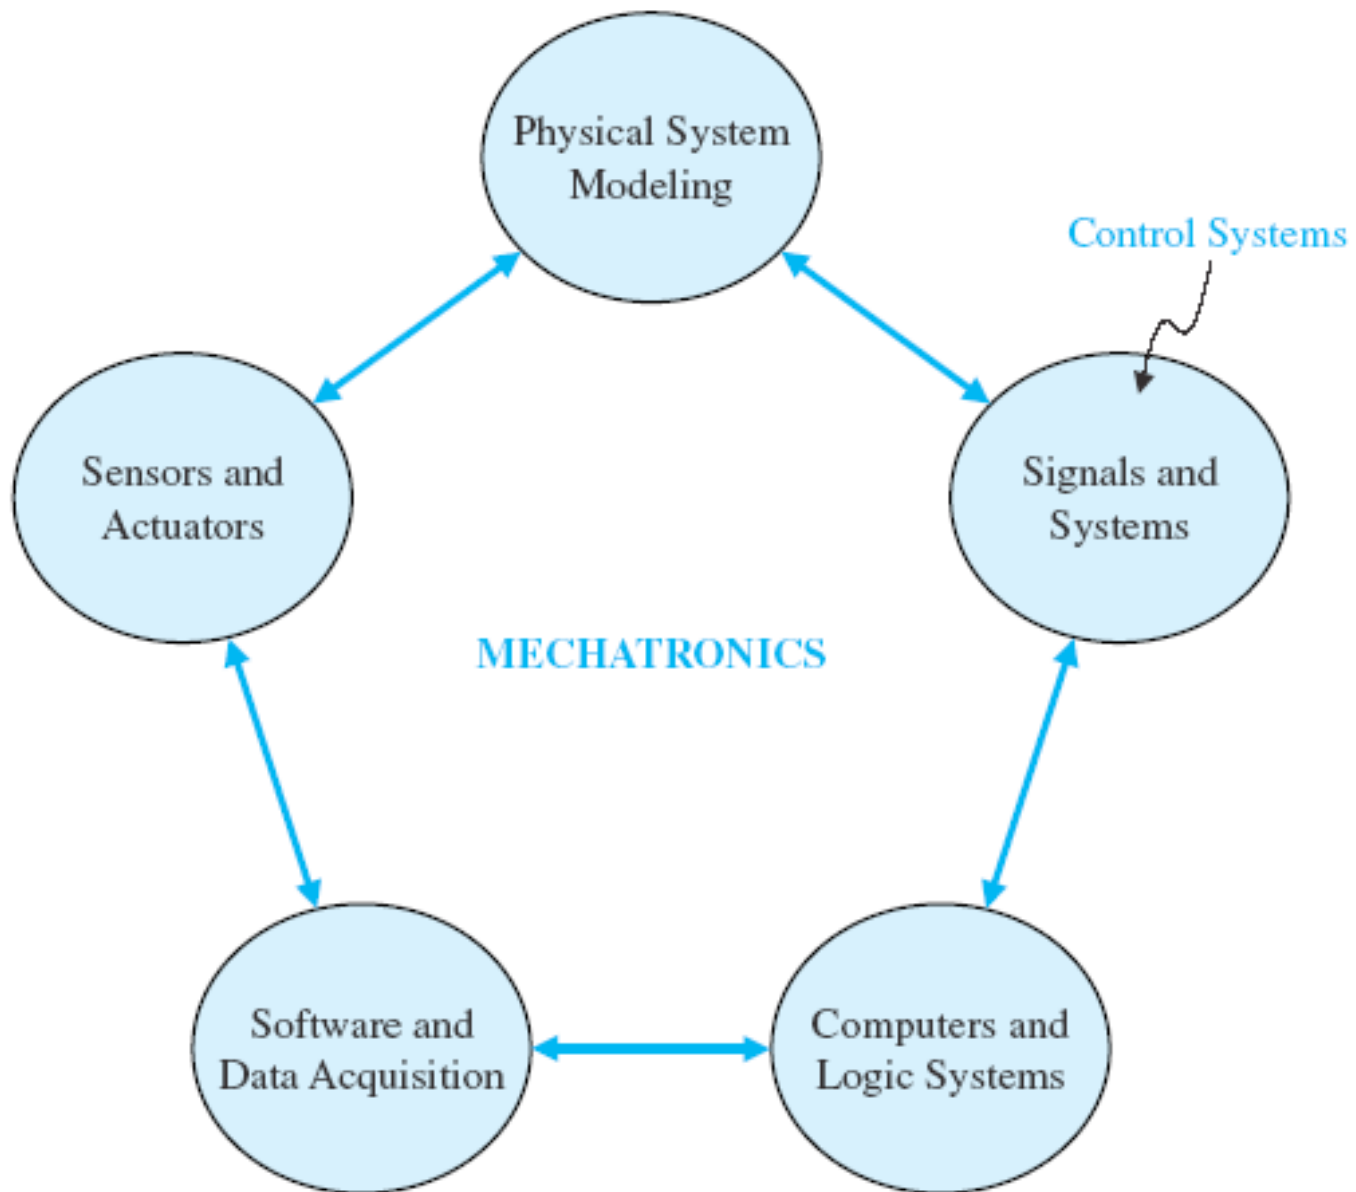 Physical System
Modeling
Control Systems
Sensors and
Actuators
Signals and
Systems
MECHATRONICS
Software and
Data Acquisition
Computers and
Logic Systems